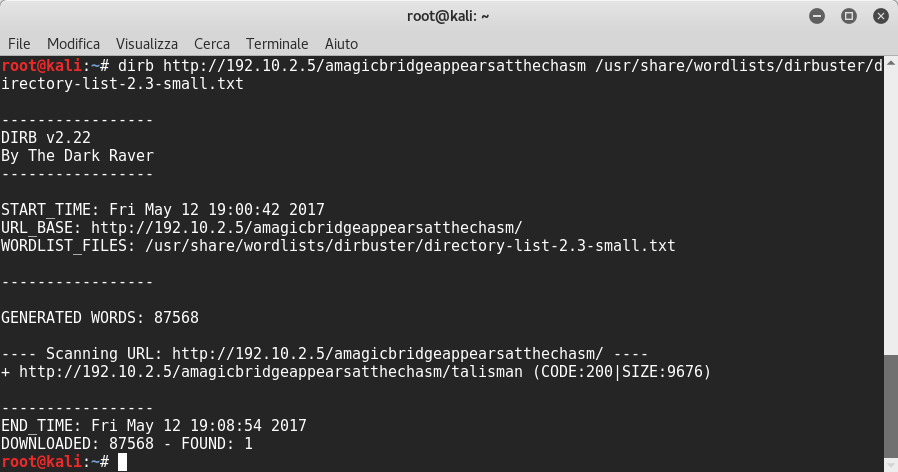 root@kali: ~
File Modifica Visualizza Cerca Terminale Aiuto
root@kali:~# dirb http://192.10.2.5/amagicbridgeappearsatthechasm /usr/share/wordlists/dirbuster/d
irectory-list-2.3-small.txt
-----------------
DIRB v2.22
By The Dark Raver
-----------------
START_TIME: Fri May 12 19:00:42 2017
URL_BASE: http://192.10.2.5/amagicbridgeappearsatthechasm/
WORDLIST_FILES: /usr/share/wordlists/dirbuster/directory-list-2.3-small.txt
-----------------
GENERATED WORDS: 87568
---- Scanning URL: http://192.10.2.5/amagicbridgeappearsatthechasm/ ----
+ http://192.10.2.5/amagicbridgeappearsatthechasm/talisman (CODE:200|SIZE:9676)
-----------------
END_TIME: Fri May 12 19:08:54 2017
DOWNLOADED: 87568 - FOUND: 1
root@kali:~#